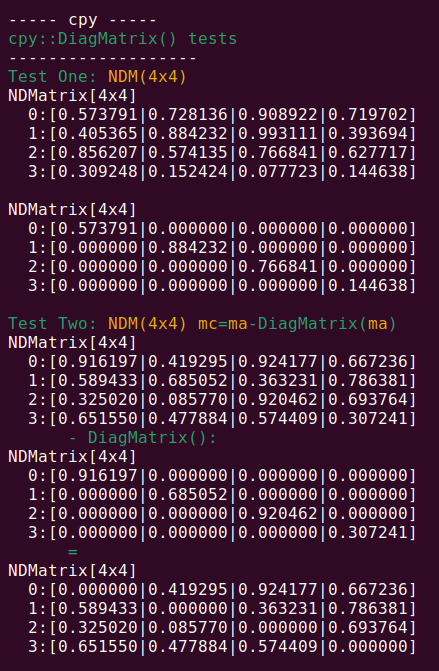 ----- cpy -----
cpy::DiagMatrix() tests
-------------------
Test One: NDM(4x4)
NDMatrix[4x4]
  0:[0.573791|0.728136|0.908922|0.719702]
  1:[0.405365|0.884232|0.993111|0.393694]
  2:[0.856207|0.574135|0.766841|0.627717]
  3:[0.309248|0.152424|0.077723|0.144638]

NDMatrix[4x4]
  0:[0.573791|0.000000|0.000000|0.000000]
  1:[0.000000|0.884232|0.000000|0.000000]
  2:[0.000000|0.000000|0.766841|0.000000]
  3:[0.000000|0.000000|0.000000|0.144638]

Test Two: NDM(4x4) mc=ma-DiagMatrix(ma)
NDMatrix[4x4]
  0:[0.916197|0.419295|0.924177|0.667236]
  1:[0.589433|0.685052|0.363231|0.786381]
  2:[0.325020|0.085770|0.920462|0.693764]
  3:[0.651550|0.477884|0.574409|0.307241]
      - DiagMatrix():
NDMatrix[4x4]
  0:[0.916197|0.000000|0.000000|0.000000]
  1:[0.000000|0.685052|0.000000|0.000000]
  2:[0.000000|0.000000|0.920462|0.000000]
  3:[0.000000|0.000000|0.000000|0.307241]
      =
NDMatrix[4x4]
  0:[0.000000|0.419295|0.924177|0.667236]
  1:[0.589433|0.000000|0.363231|0.786381]
  2:[0.325020|0.085770|0.000000|0.693764]
  3:[0.651550|0.477884|0.574409|0.000000]